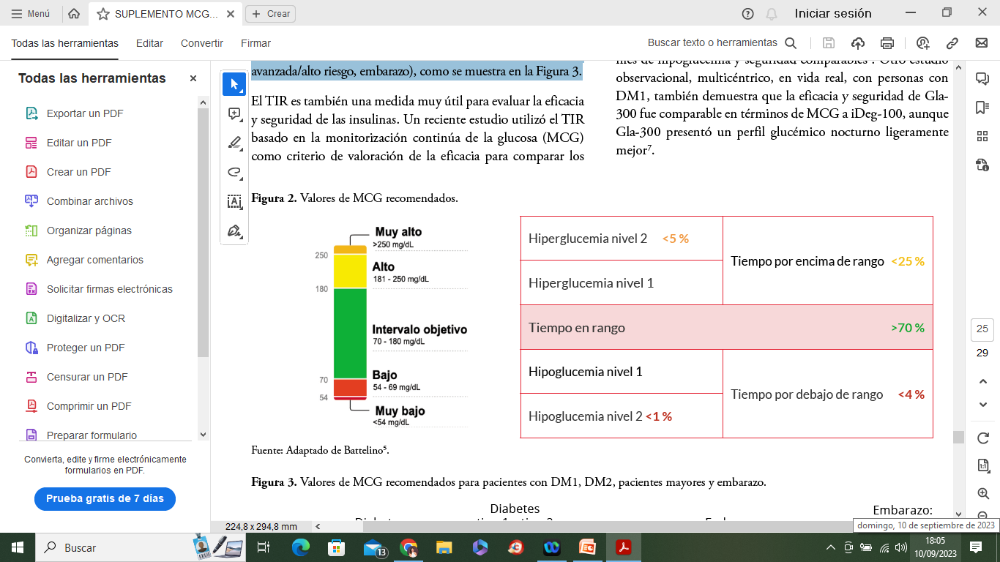 Menú
SUPLEMENTO MCG...
Crear
Iniciar sesión
Todas las herramientas
Editar
Convertir
Firmar
Buscar texto o herramientas
Todas las herramientas
Exportar un PDF
Editar un PDF
Crear un PDF
Combinar archivos
Organizar páginas
Agregar comentarios
Solicitar firmas electrónicas
Digitalizar y OCR
Proteger un PDF
Censurar un PDF
Comprimir un PDF
Preparar formulario
Convierta, edite y firme electrónicamente
formularios en PDF.
Prueba gratis de 7 días
avanzada/alto riesgo, embarazo), como se muestra en la Figura 3.
El TIR es también una medida muy útil para evaluar la eficacia
y seguridad de las insulinas. Un reciente estudio utilizó el TIR
basado en la monitorización continúa de la glucosa (MCG)
como criterio de valoración de la eficacia para comparar los
de hipoglucemia y seguridad comparables . Otro estudio
observacional, multicéntrico, en vida real, con personas con
DM1, también demuestra que la eficacia y seguridad de Gla-
300 fue comparable en términos de MCG a iDeg-100, aunque
Gla-300 presentó un perfil glucémico nocturno ligeramente
mejor⁷.
Figura 2. Valores de MCG recomendados.
Muy alto
>250 mg/dL
250
Alto
181 - 250 mg/dL
180
Intervalo objetivo
70 - 180 mg/dL
Bajo
70
54 - 69 mg/dL
54
Muy bajo
<54 mg/dL
Hiperglucemia nivel 2 <5 %
Hiperglucemia nivel 1
Tiempo por encima de rango <25 %
Tiempo en rango >70 %
Hipoglucemia nivel 1
Hipoglucemia nivel 2 <1 %
Tiempo por debajo de rango <4 %
Fuente: Adaptado de Battelino⁵.
Figura 3. Valores de MCG recomendados para pacientes con DM1, DM2, pacientes mayores y embarazo.
Diabetes
Embarazo:
25
29
1:1
224,8 x 294,8 mm
domingo, 10 de septiembre de 2023
Buscar
13
18:05
10/09/2023